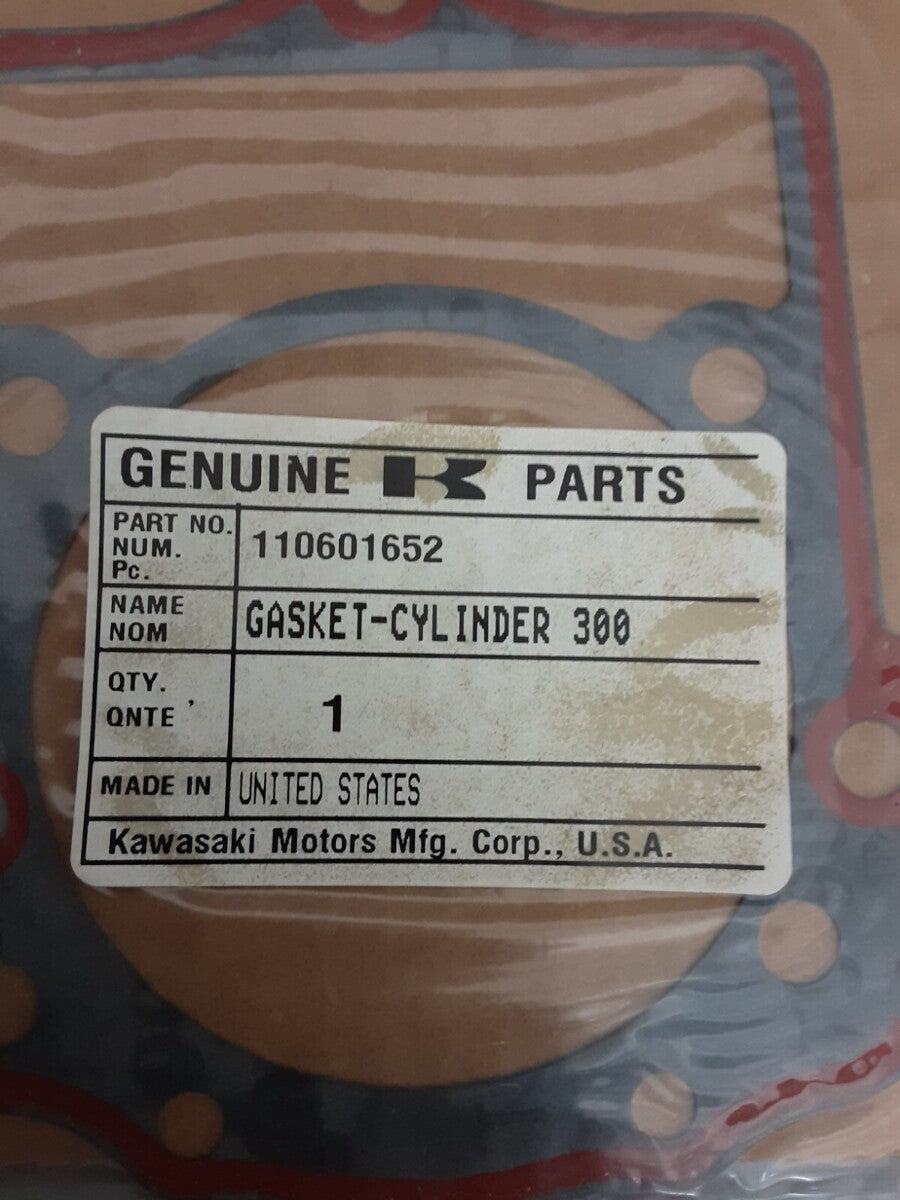 GENUINE K PARTS
PART NO. 110601652
NUM.
Pc.
NAME GASKET-CYLINDER 300
NOM
QTY.
QNTE ' 1
MADE IN UNITED STATES
Kawasaki Motors Mfg. Corp., U.S.A.